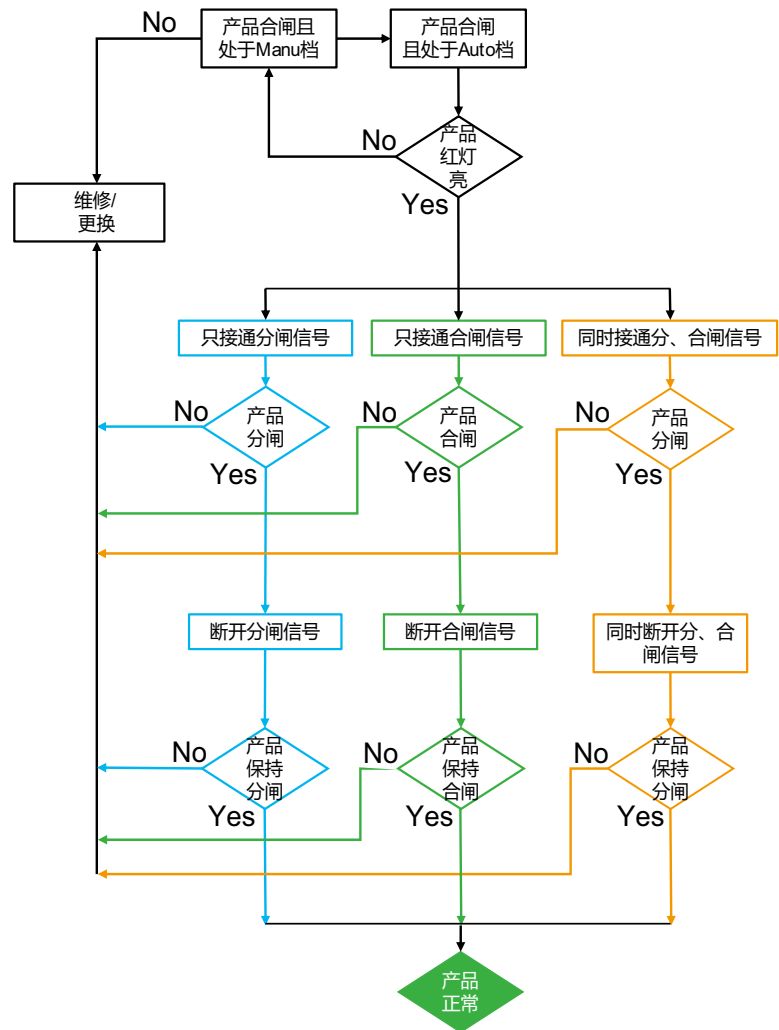 No
产品合闸且
处于Manu档
产品合闸
且处于Auto档
No
产品
红灯
亮
Yes
维修/
更换
只接通分闸信号
只接通合闸信号
同时接通分、合闸信号
No
产品
分闸
Yes
No
产品
合闸
Yes
No
产品
分闸
Yes
断开分闸信号
断开合闸信号
同时断开分、合
闸信号
No
产品
保持
分闸
Yes
No
产品
保持
合闸
Yes
No
产品
保持
分闸
Yes
产品
正常